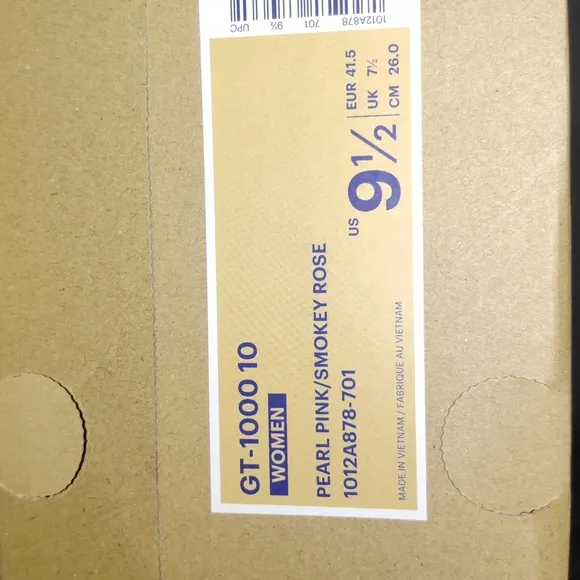 GT-1000 10
WOMEN
PEARL PINK/SMOKEY ROSE
1012A878-701
MADE IN VIETNAM / FABRIQUE AU VIETNAM
US 9½
EUR 41.5
UK 7½
CM 26.0
1012A878 701 9½ UPC